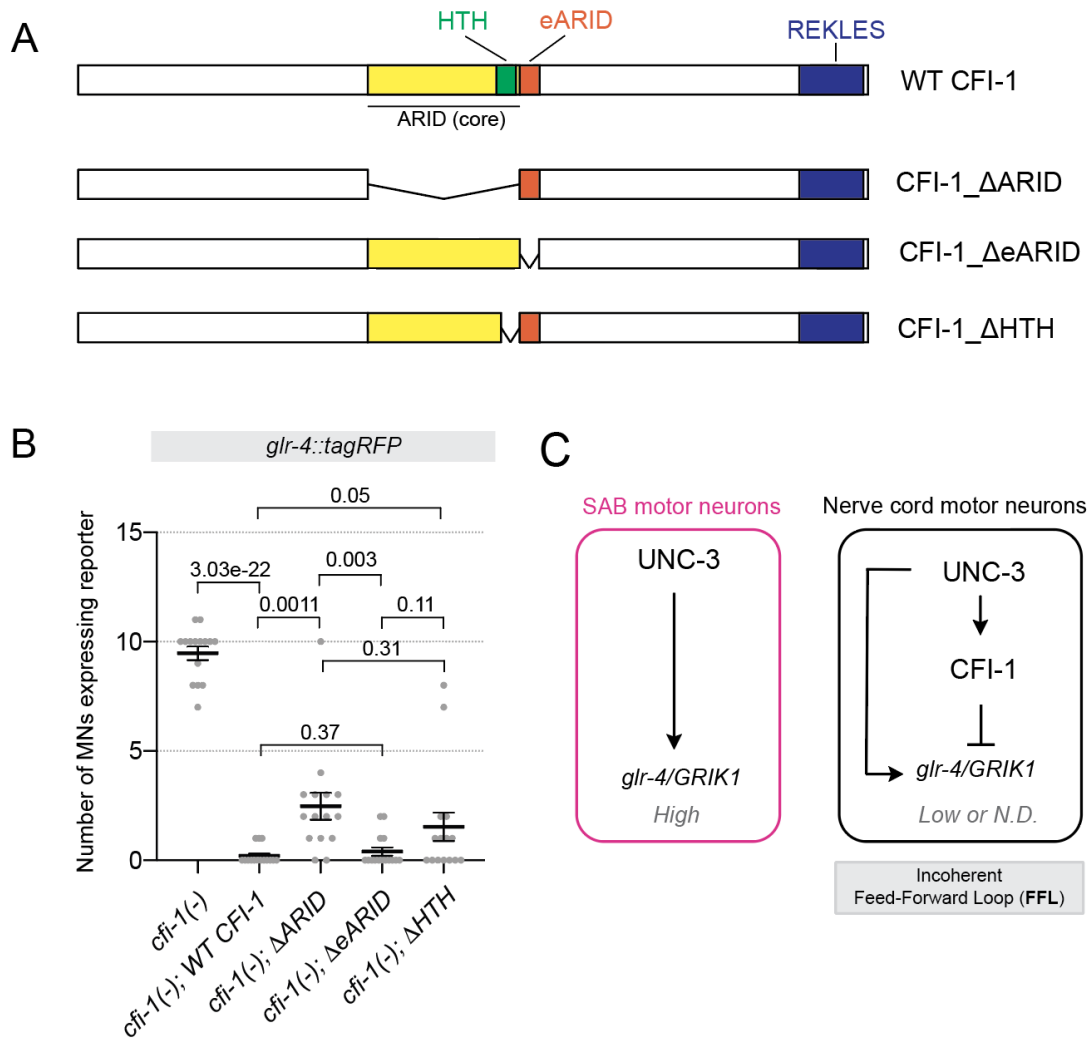 A
HTH
eARID
REKLES
WT CFI-1
ARID (core)
CFI-1_ΔARID
CFI-1_ΔeARID
CFI-1_ΔHTH
B
glr-4::tagRFP
Number of MNs expressing reporter
15
10
5
0
0.05
3.03e-22
0.003
0.0011
0.11
0.31
0.37
cfi-1(-)
cfi-1(-); WT CFI-1
cfi-1(-); ΔARID
cfi-1(-); ΔeARID
cfi-1(-); ΔHTH
C
SAB motor neurons
UNC-3
glr-4/GRIK1
High
Nerve cord motor neurons
UNC-3
CFI-1
glr-4/GRIK1
Low or N.D.
Incoherent
Feed-Forward Loop (FFL)